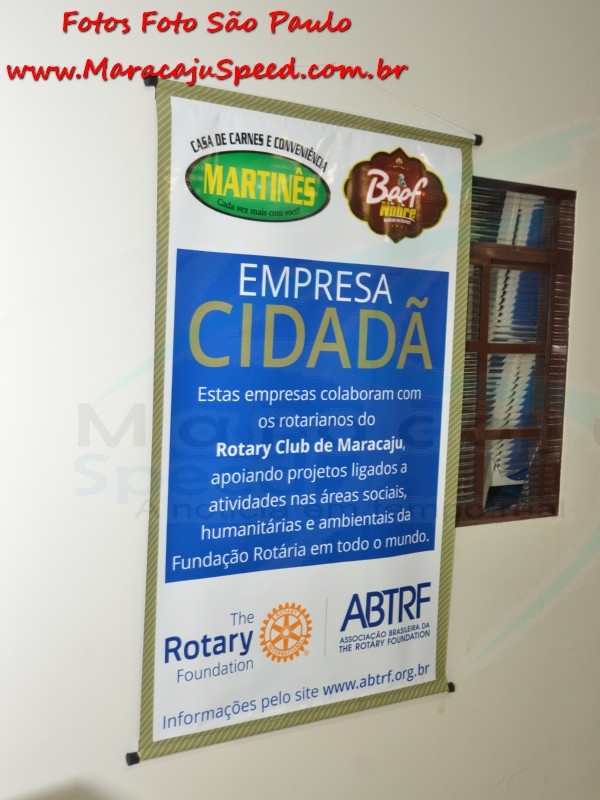 Fotos Foto São Paulo
www.MaracajuSpeed.com.br
CASA DE CARNES E CONVENIÊNCIA
MARTINÊS
Cada vez mais com você!
Beef
Nobre
EMPRESA
CIDADÃ
Estas empresas colaboram com
os rotarianos do
Rotary Club de Maracaju,
apoiando projetos ligados a
atividades nas áreas sociais,
humanitárias e ambientais da
Fundação Rotária em todo o mundo.
The
Rotary
Foundation
ABTRF
ASSOCIAÇÃO BRASILEIRA DA
THE ROTARY FOUNDATION
Informações pelo site www.abtrf.org.br